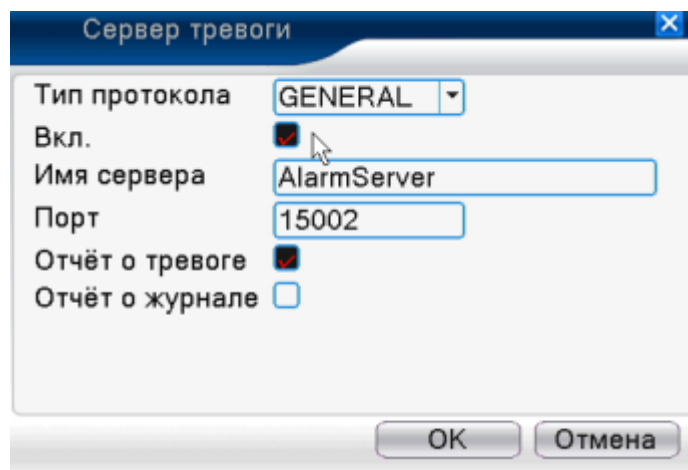 Сервер тревоги
Тип протокола GENERAL
Вкл.
Имя сервера AlarmServer
Порт 15002
Отчёт о тревоге
Отчёт о журнале
OK Отмена